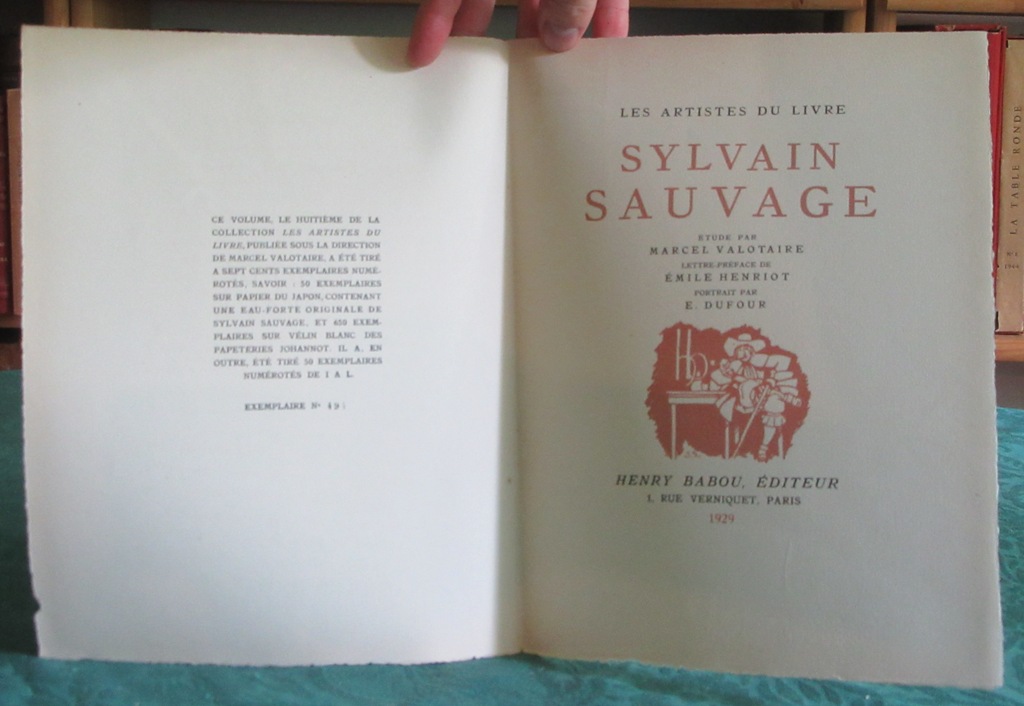 CE VOLUME, LE HUITIÈME DE LA
COLLECTION LES ARTISTES DU
LIVRE, PUBLIÉE SOUS LA DIRECTION
DE MARCEL VALOTAIRE, A ÉTÉ TIRÉ
A SEPT CENTS EXEMPLAIRES NUMÉ-
ROTÉS, SAVOIR : 50 EXEMPLAIRES
SUR PAPIER DU JAPON, CONTENANT
UNE EAU-FORTE ORIGINALE DE
SYLVAIN SAUVAGE, ET 650 EXEM-
PLAIRES SUR VÉLIN BLANC DES
PAPETERIES JOHANNOT. IL A, EN
OUTRE, ÉTÉ TIRÉ 50 EXEMPLAIRES
NUMÉROTÉS DE I A L.
EXEMPLAIRE Nº
LES ARTISTES DU LIVRE
SYLVAIN
SAUVAGE
ÉTUDE PAR
MARCEL VALOTAIRE
LETTRE-PRÉFACE DE
ÉMILE HENRIOT
PORTRAIT PAR
E. DUFOUR
HENRY BABOU, ÉDITEUR
1, RUE VERNIQUET, PARIS
1929
LA TABLE RONDE